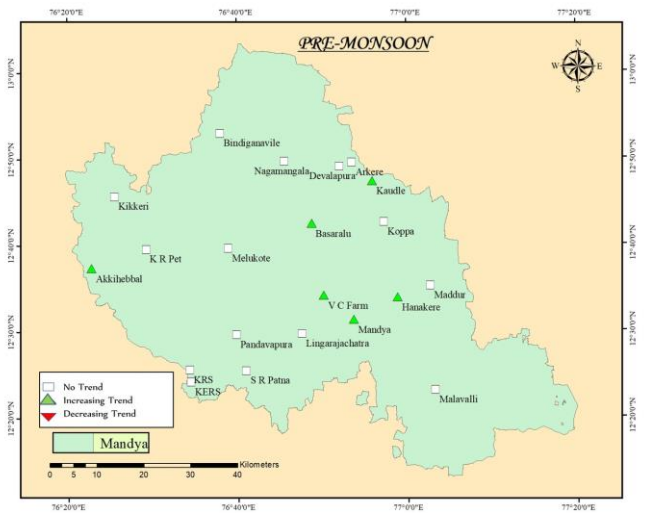 76°20'0"E 76°40'0"E 77°0'0"E 77°20'0"E
PRE-MONSOON
N
W E
S
13°0'0"N 13°0'0"N
Bindiganavile
12°50'0"N 12°50'0"N
Nagamangala Devalapura Arkere
Kaudle
Kikkeri
Basaralu Koppa
12°40'0"N 12°40'0"N
K R Pet Melukote
Akkihebbal
Maddur
V C Farm Hanakere
Mandya
12°30'0"N 12°30'0"N
Pandavapura Lingarajachatra
KRS S R Patna
KERS
Malavalli
12°20'0"N 12°20'0"N
No Trend
Increasing Trend
Decreasing Trend
Mandya
Kilometers
0 5 10 20 30 40
76°20'0"E 76°40'0"E 77°0'0"E 77°20'0"E